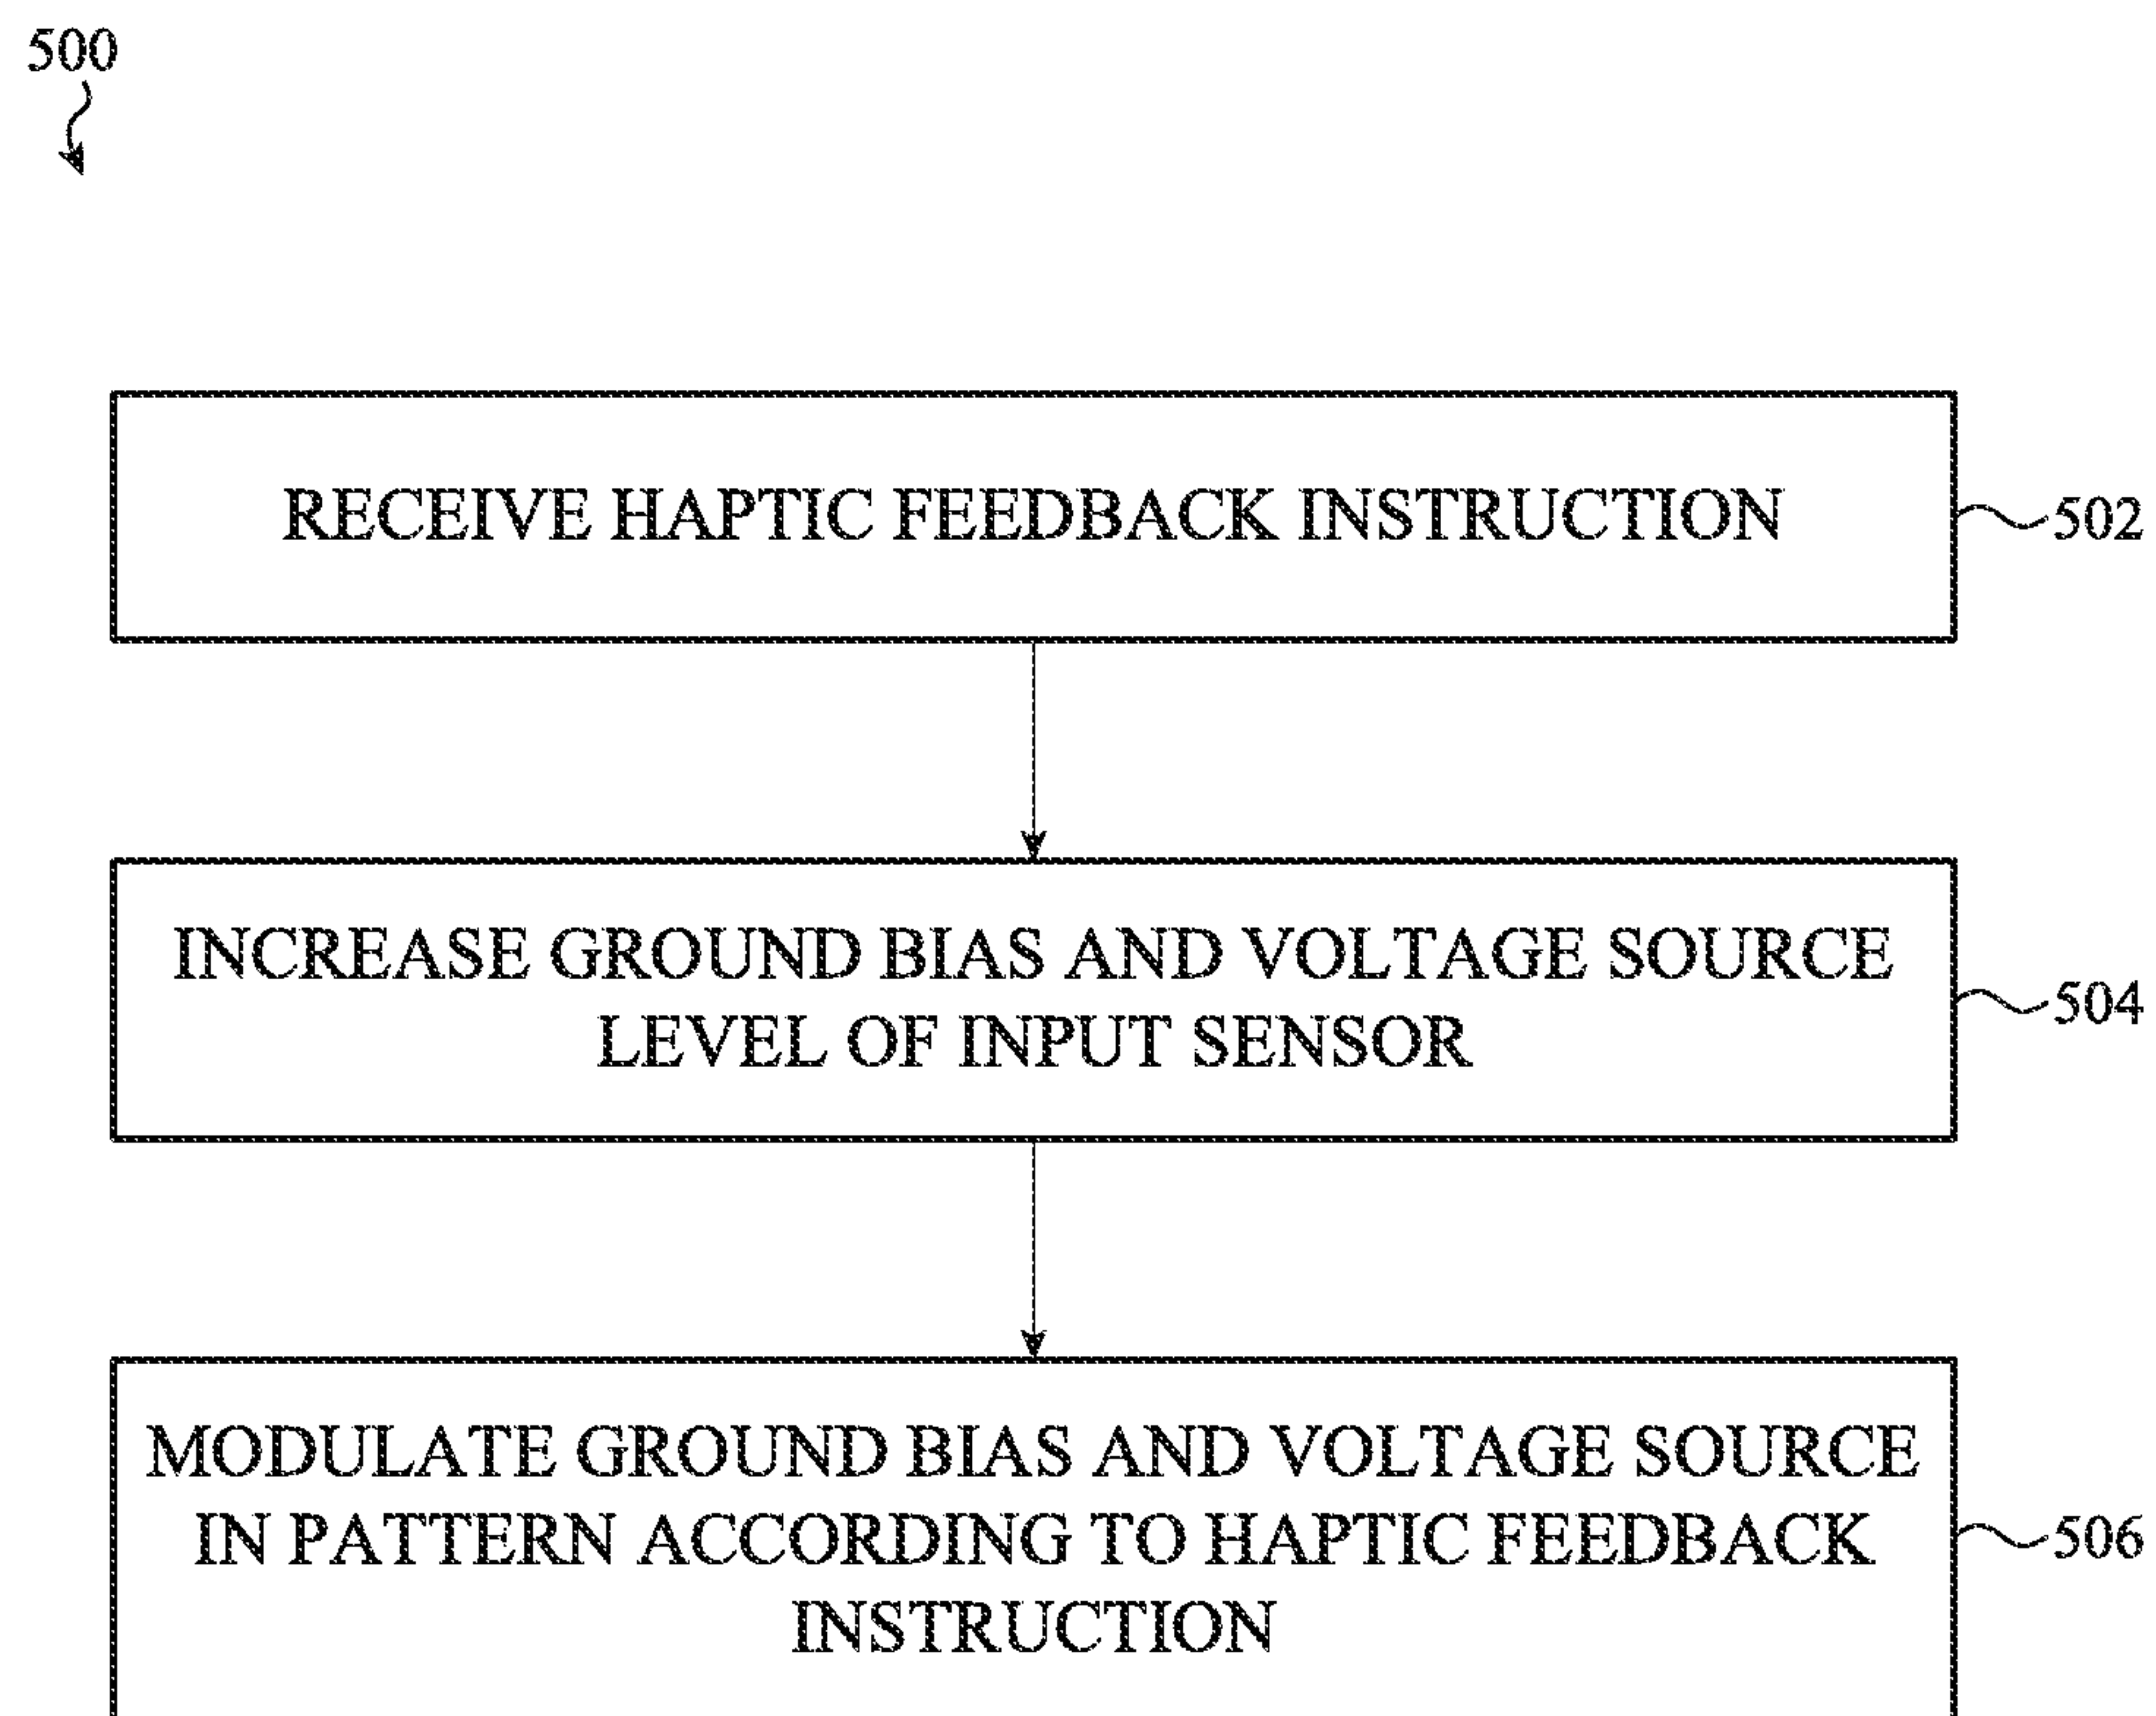 500
RECEIVE HAPTIC FEEDBACK INSTRUCTION
502
INCREASE GROUND BIAS AND VOLTAGE SOURCE
LEVEL OF INPUT SENSOR
504
MODULATE GROUND BIAS AND VOLTAGE SOURCE
IN PATTERN ACCORDING TO HAPTIC FEEDBACK
INSTRUCTION
506